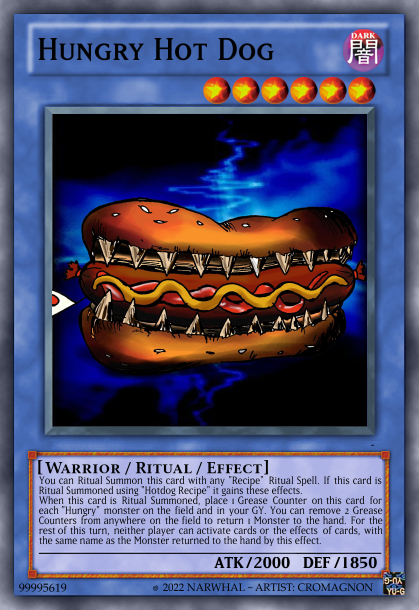 Hungry Hot Dog
DARK
闇
[Warrior / Ritual / Effect]
You can Ritual Summon this card with any "Recipe" Ritual Spell. If this card is
Ritual Summoned using "Hotdog Recipe" it gains these effects.
When this card is Ritual Summoned, place 1 Grease Counter on this card for
each "Hungry" monster on the field and in your GY. You can remove 2 Grease
Counters from anywhere on the field to return 1 Monster to the hand. For the
rest of this turn, neither player can activate cards or the effects of cards, with
the same name as the Monster returned to the hand by this effect.
ATK/2000 DEF/1850
99995619
© 2022 NARWHAL - ARTIST: CROMAGNON
YU-G